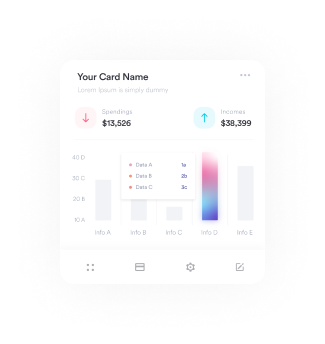 Your Card Name
Lorem Ipsum is simply dummy
Spendings
$13,526
Incomes
$38,399
40 D
30 C
20 B
10 A
Data A 1a
Data B 2b
Data C 3c
Info A Info B Info C Info D Info E